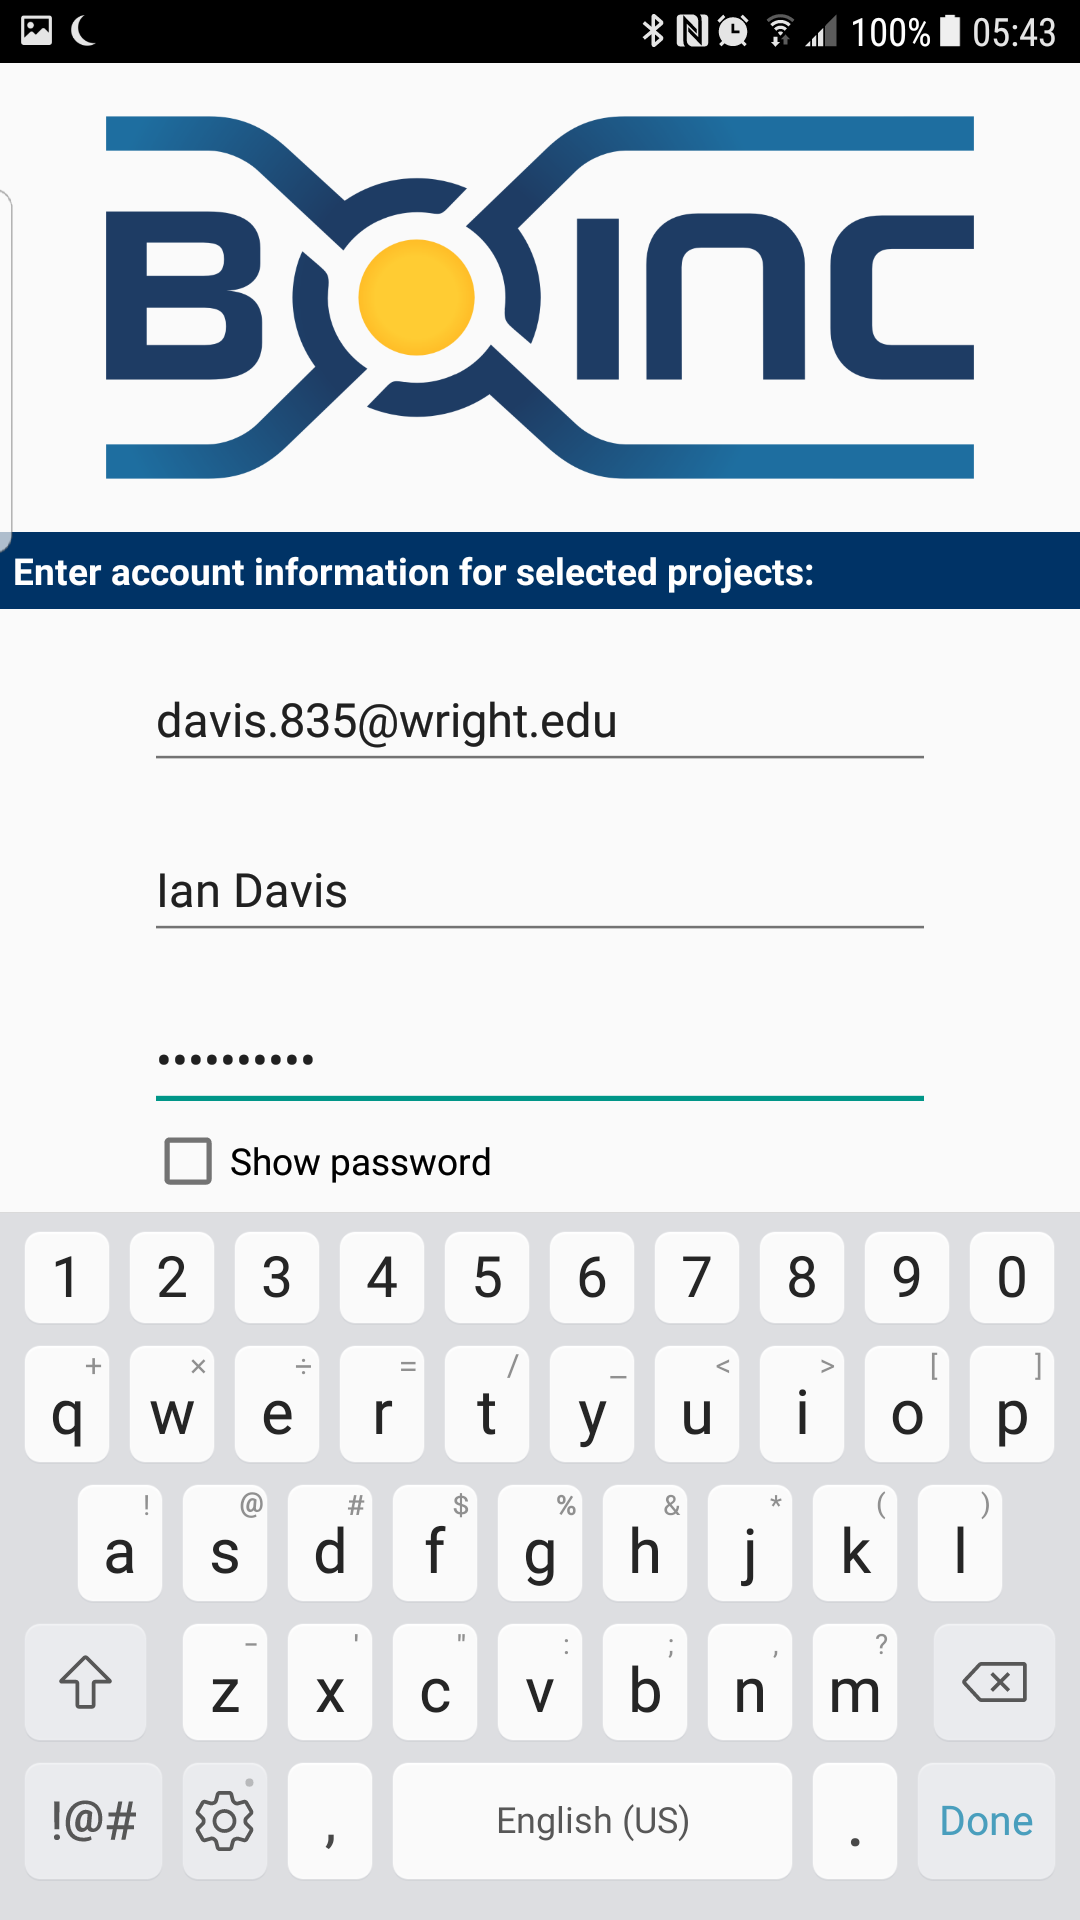 100% 05:43
BOINC
Enter account information for selected projects:
davis.835@wright.edu
Ian Davis
••••••••••
Show password
1 2 3 4 5 6 7 8 9 0
+ × ÷ = / _ < > [ ]
q w e r t y u i o p
! @ # $ % & * ( )
a s d f g h j k l
- ' " : ; , ?
z x c v b n m
!@# , English (US) . Done